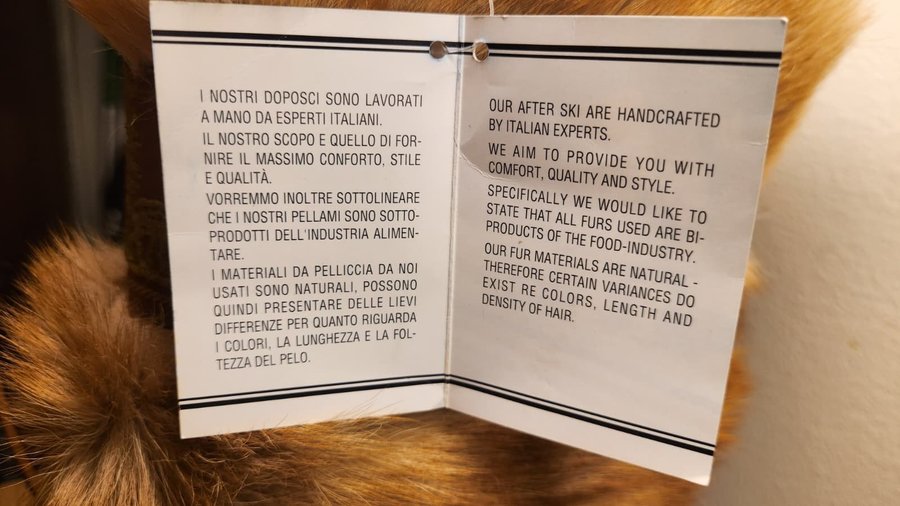 I NOSTRI DOPOSCI SONO LAVORATI
A MANO DA ESPERTI ITALIANI.
IL NOSTRO SCOPO E QUELLO DI FOR-
NIRE IL MASSIMO CONFORTO, STILE
E QUALITÀ.
VORREMMO INOLTRE SOTTOLINEARE
CHE I NOSTRI PELLAMI SONO SOTTO-
PRODOTTI DELL'INDUSTRIA ALIMEN-
TARE.
I MATERIALI DA PELLICCIA DA NOI
USATI SONO NATURALI, POSSONO
QUINDI PRESENTARE DELLE LIEVI
DIFFERENZE PER QUANTO RIGUARDA
I COLORI, LA LUNGHEZZA E LA FOL-
TEZZA DEL PELO.
OUR AFTER SKI ARE HANDCRAFTED
BY ITALIAN EXPERTS.
WE AIM TO PROVIDE YOU WITH
COMFORT, QUALITY AND STYLE.
SPECIFICALLY WE WOULD LIKE TO
STATE THAT ALL FURS USED ARE BI-
PRODUCTS OF THE FOOD-INDUSTRY.
OUR FUR MATERIALS ARE NATURAL -
THEREFORE CERTAIN VARIANCES DO
EXIST RE COLORS, LENGTH AND
DENSITY OF HAIR.